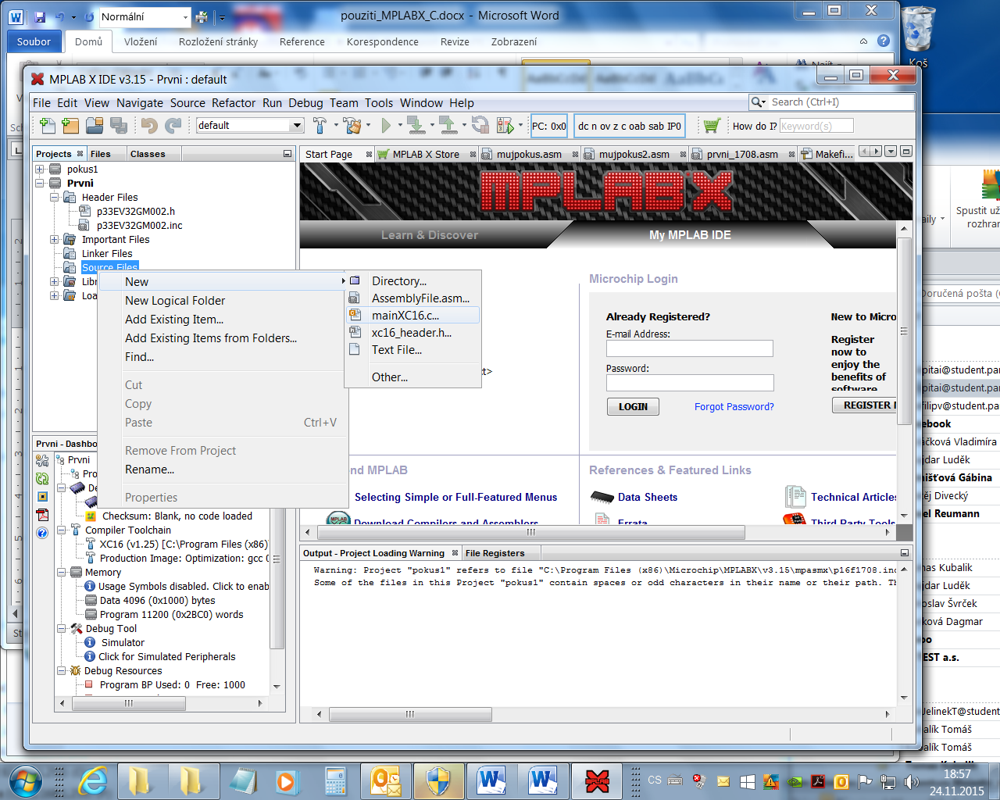 Normální
pouziti_MPLABX_C.docx - Microsoft Word
Soubor Domů Vložení Rozložení stránky Reference Korespondence Revize Zobrazení
Koš
MPLAB X IDE v3.15 - Prvni : default
File Edit View Navigate Source Refactor Run Debug Team Tools Window Help
Search (Ctrl+I)
default
PC: 0x0
dc n ov z c oab sab IP0
How do I? Keyword(s)
Projects Files Classes
Start Page MPLAB X Store mujpokus.asm mujpokus2.asm prvni_1708.asm Makefi...
pokus1
Prvni
Header Files
p33EV32GM002.h
p33EV32GM002.inc
Important Files
Linker Files
Source Files
Libr
Loa
MPLAB X
Learn & Discover
My MPLAB IDE
New
New Logical Folder
Add Existing Item...
Add Existing Items from Folders...
Find...
Cut
Copy
Paste Ctrl+V
Remove From Project
Rename...
Properties
Directory...
AssemblyFile.asm...
mainXC16.c...
xc16_header.h...
Text File...
Other...
Microchip Login
Already Registered?
E-mail Address:
Password:
LOGIN
Forgot Password?
New to Micro
Register
now to
enjoy the
benefits of
software
REGISTER
nd MPLAB
Selecting Simple or Full-Featured Menus
Download Compilers and Assemblers
References & Featured Links
Data Sheets
Technical Articles
Errata
Third Party Tools
Prvni - Dashbo
Prvni
Pro
De
Checksum: Blank, no code loaded
Compiler Toolchain
XC16 (v1.25) [C:\Program Files (x86)
Production Image: Optimization: gcc 0
Memory
Usage Symbols disabled. Click to enab
Data 4096 (0x1000) bytes
Program 11200 (0x2BC0) words
Debug Tool
Simulator
Click for Simulated Peripherals
Debug Resources
Program BP Used: 0 Free: 1000
Output - Project Loading Warning File Registers
Warning: Project "pokus1" refers to file "C:\Program Files (x86)\Microchip\MPLABX\v3.15\mpasmx\p16f1708.inc
Some of the files in this Project "pokus1" contain spaces or odd characters in their name or their path. Th
aily
Spustit už
rozhran
Doručená pošta
pitai@student.par
pitai@student.par
filipv@student.pa
ebook
áčková Vladimíra
jdar Luděk
nišťová Gábina
ěj Divecký
el Reumann
nas Kubalik
jdar Luděk
oslav Švrček
ková Dagmar
oo
EST a.s.
JelinekT@student
alík Tomáš
alík Tomáš
CS
18:57
24.11.2015